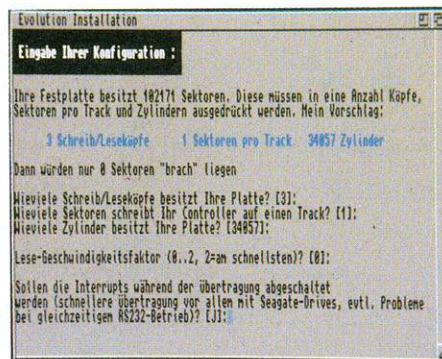 Evolution Installation
Eingabe Ihrer Konfiguration :
Ihre Festplatte besitzt 102171 Sektoren. Diese müssen in eine Anzahl Köpfe,
Sektoren pro Track und Zylindern ausgedrückt werden. Mein Vorschlag:
3 Schreib/Leseköpfe 1 Sektoren pro Track 34057 Zylinder
Dann würden nur 0 Sektoren "brach" liegen
Wieviele Schreib/Leseköpfe besitzt Ihre Platte? [3]:
Wieviele Sektoren schreibt Ihr Controller auf einen Track? [1]:
Wieviele Zylinder besitzt Ihre Platte? [34057]:
Lese-Geschwindigkeitsfaktor (0..2, 2=am schnellsten)? [0]:
Sollen die Interrupts während der übertragung abgeschaltet
werden (schnellere übertragung vor allem mit Seagate-Drives, evtl. Probleme
bei gleichzeitigem RS232-Betrieb)? [J]: